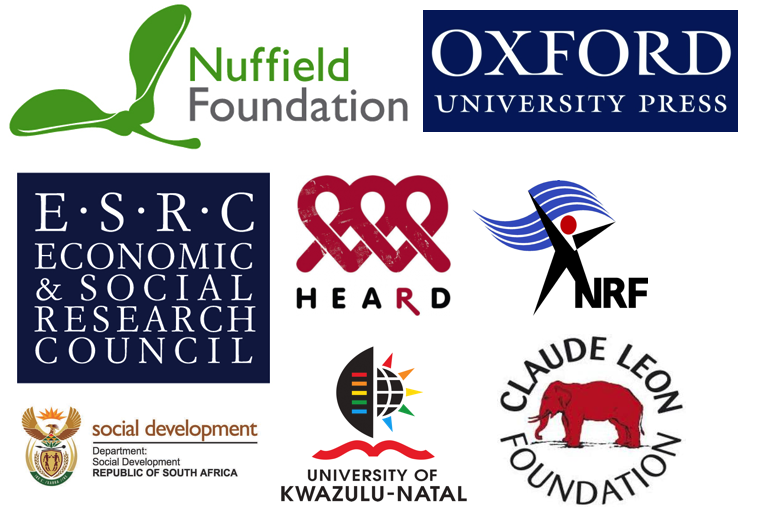 Nuffield
Foundation
OXFORD
UNIVERSITY PRESS
E·S·R·C
ECONOMIC
& SOCIAL
RESEARCH
COUNCIL
HEARD
NRF
social development
Department:
Social Development
REPUBLIC OF SOUTH AFRICA
UNIVERSITY OF
KWAZULU-NATAL
CLAUDE LEON
FOUNDATION